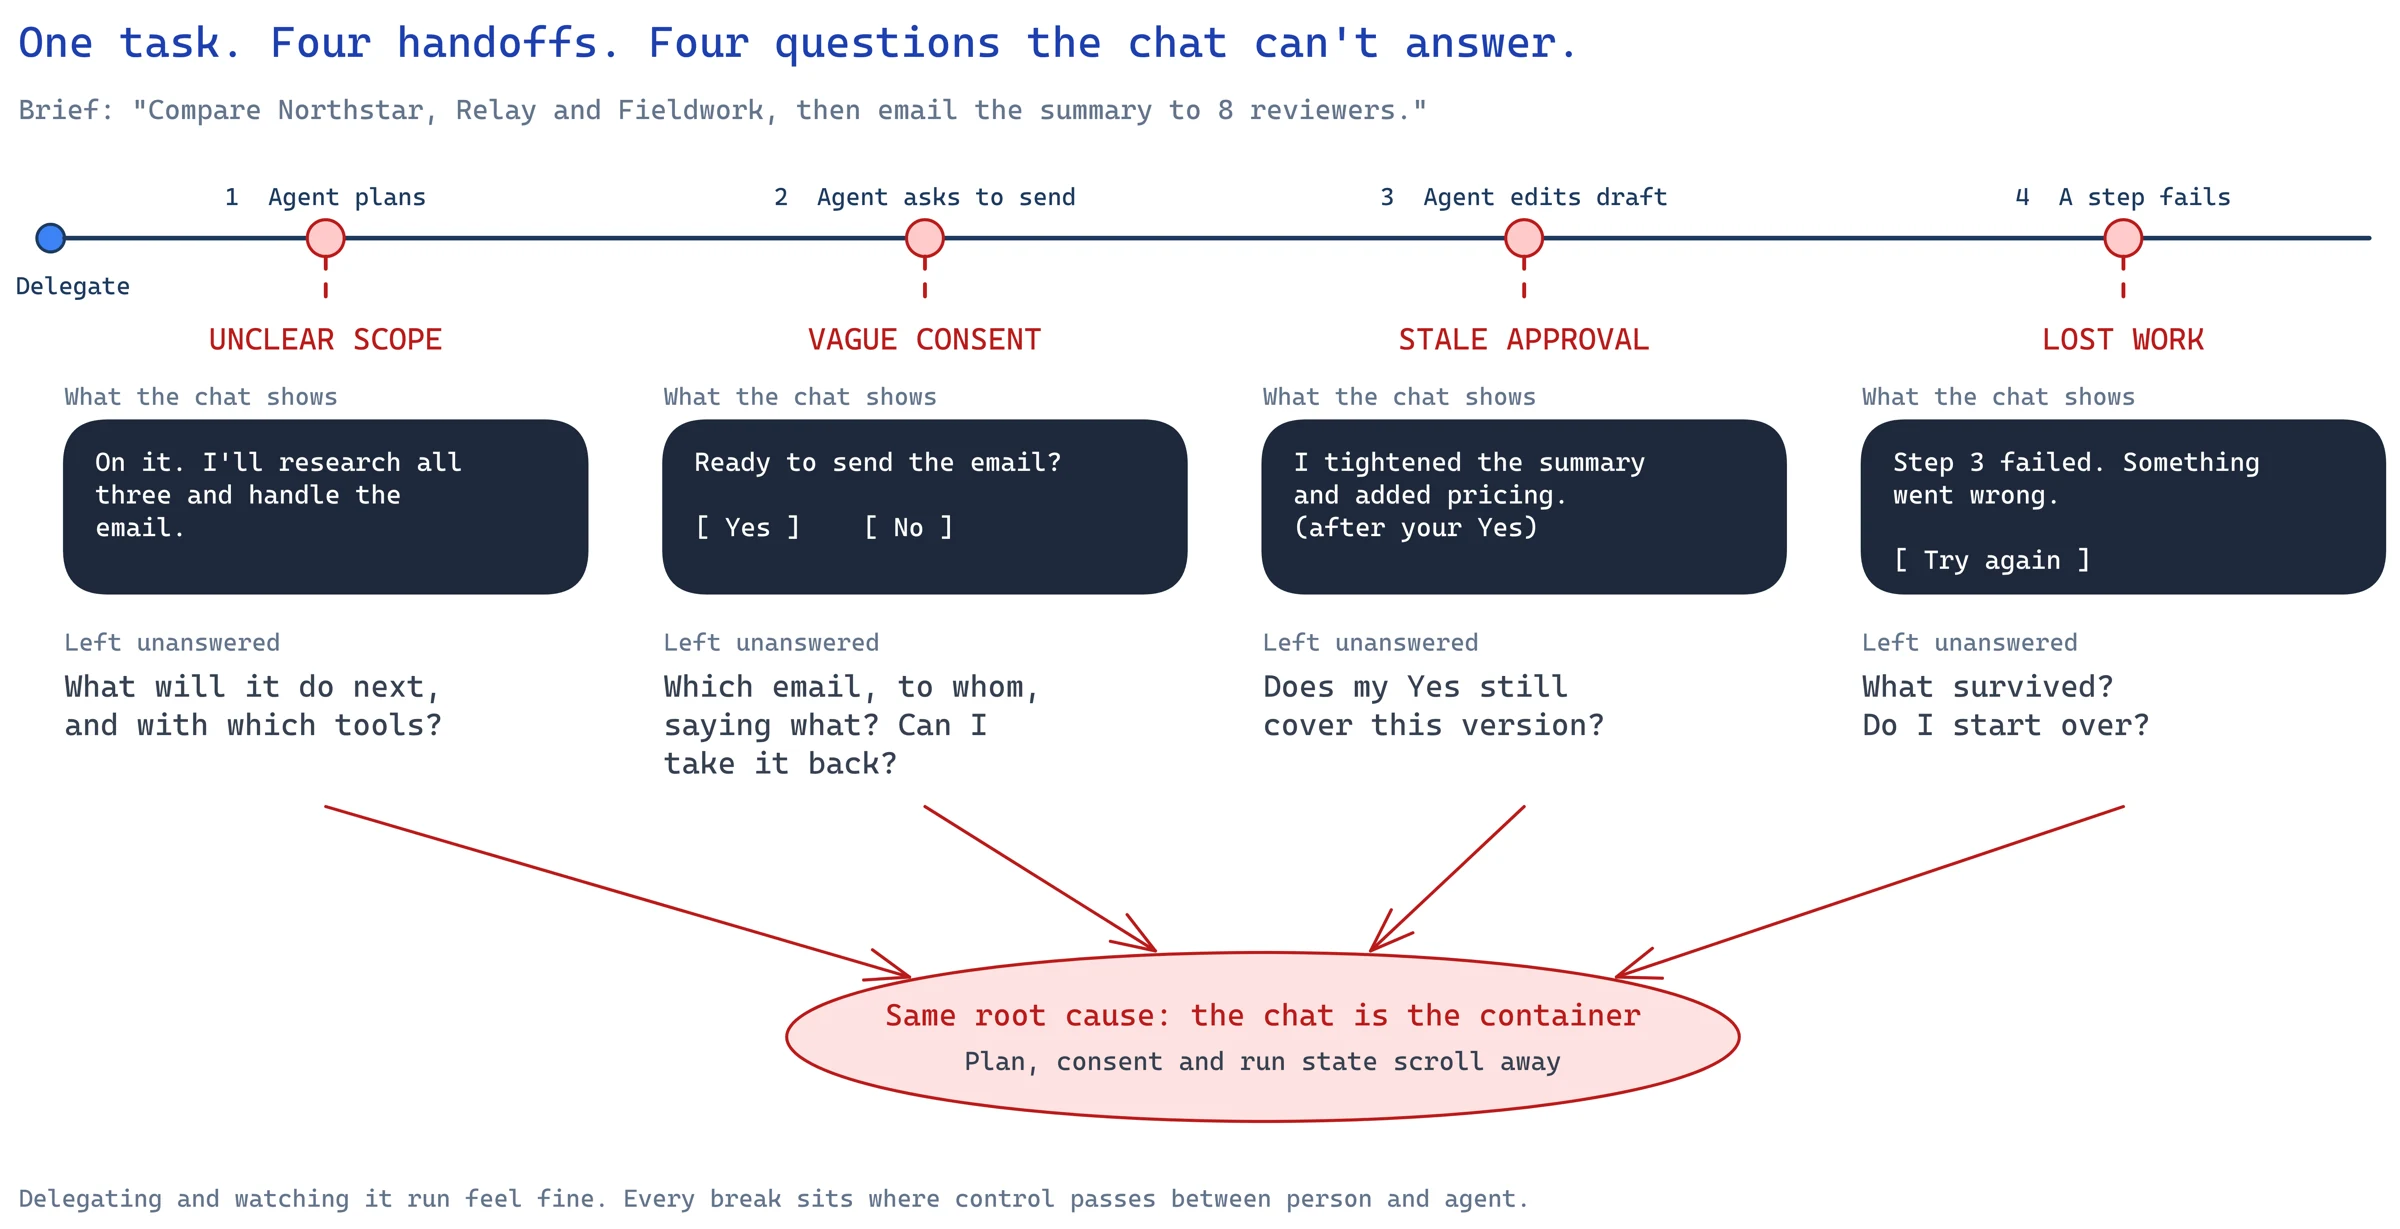 One task. Four handoffs. Four questions the chat can't answer.
Brief: "Compare Northstar, Relay and Fieldwork, then email the summary to 8 reviewers."
1 Agent plans
2 Agent asks to send
3 Agent edits draft
4 A step fails
Delegate
UNCLEAR SCOPE
What the chat shows
On it. I'll research all
three and handle the
email.
Left unanswered
What will it do next,
and with which tools?
VAGUE CONSENT
What the chat shows
Ready to send the email?
[ Yes ] [ No ]
Left unanswered
Which email, to whom,
saying what? Can I
take it back?
STALE APPROVAL
What the chat shows
I tightened the summary
and added pricing.
(after your Yes)
Left unanswered
Does my Yes still
cover this version?
LOST WORK
What the chat shows
Step 3 failed. Something
went wrong.
[ Try again ]
Left unanswered
What survived?
Do I start over?
Same root cause: the chat is the container
Plan, consent and run state scroll away
Delegating and watching it run feel fine. Every break sits where control passes between person and agent.